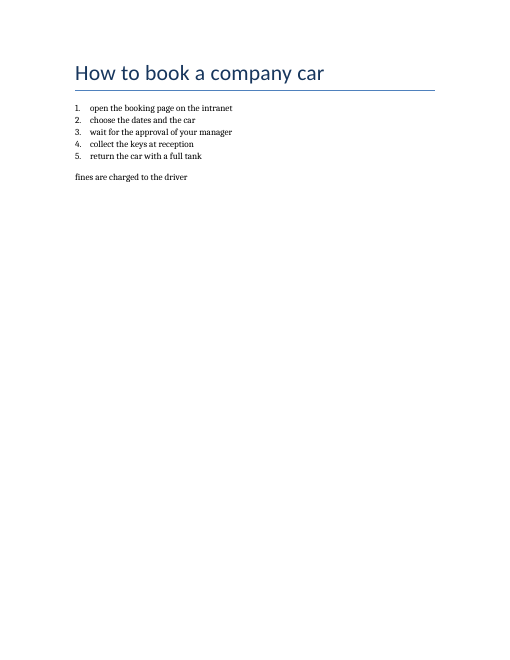 How to book a company car
1. open the booking page on the intranet
2. choose the dates and the car
3. wait for the approval of your manager
4. collect the keys at reception
5. return the car with a full tank
fines are charged to the driver